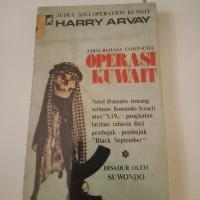 JUDUL ASLI OPERATION KUWAIT
HARRY ARVAY
EDISI BAHASA INDONESIA
OPERASI
KUWAIT
Novel dramatis tentang
serbuan Komando Israeli
atas "X.19„ - pangkalan
latihan rahasia dari
pembajak - pembajak
"Black September"
DISADUR OLEH
SUWONDO